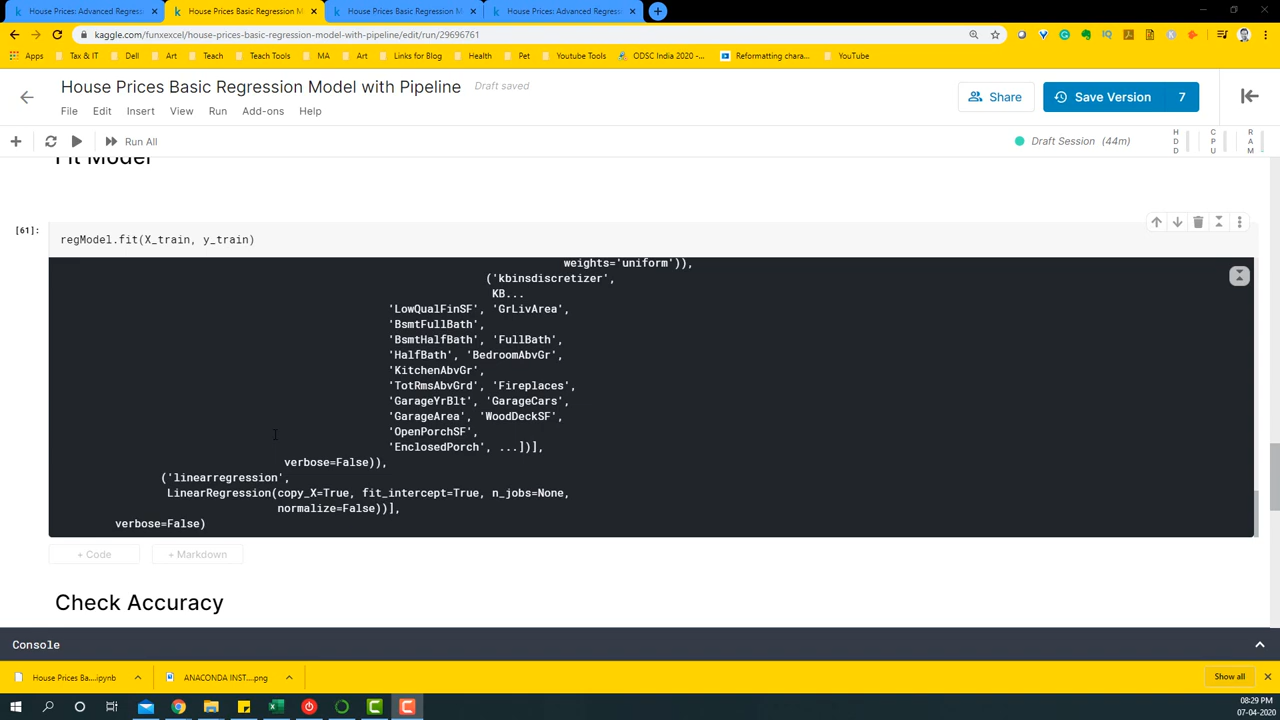 House Prices: Advanced Regressi
House Prices Basic Regression M
House Prices Basic Regression M
House Prices: Advanced Regressi
kaggle.com/funxexcel/house-prices-basic-regression-model-with-pipeline/edit/run/29696761
Apps Tax & IT Dell Art Teach Teach Tools MA Art Links for Blog Health Pet Youtube Tools ODSC India 2020 -... Reformatting chara... YouTube
House Prices Basic Regression Model with Pipeline Draft saved
Share
Save Version 7
File Edit Insert View Run Add-ons Help
Run All
Draft Session (44m)
HDD
CPU
RAM
Fit Model
[61]:
regModel.fit(X_train, y_train)
weights='uniform')),
('kbinsdiscretizer',
KB...
'LowQualFinSF', 'GrLivArea',
'BsmtFullBath',
'BsmtHalfBath', 'FullBath',
'HalfBath', 'BedroomAbvGr',
'KitchenAbvGr',
'TotRmsAbvGrd', 'Fireplaces',
'GarageYrBlt', 'GarageCars',
'GarageArea', 'WoodDeckSF',
'OpenPorchSF',
'EnclosedPorch', ...])],
verbose=False)),
('linearregression',
LinearRegression(copy_X=True, fit_intercept=True, n_jobs=None,
normalize=False))],
verbose=False)
+ Code + Markdown
Check Accuracy
Console
House Prices Ba....ipynb
ANACONDA INST....png
Show all
08:29 PM
07-04-2020